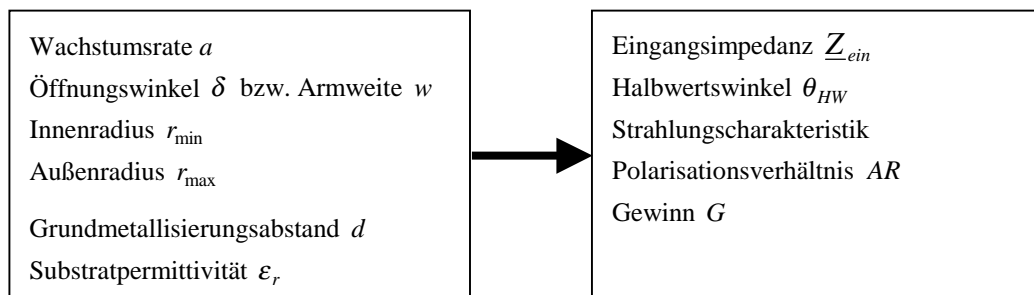 Wachstumsrate a
Öffnungswinkel δ bzw. Armweite w
Innenradius r_min
Außenradius r_max
Grundmetallisierungsabstand d
Substratpermittivität ε_r
Eingangsimpedanz Z_ein
Halbwertswinkel θ_HW
Strahlungscharakteristik
Polarisationsverhältnis AR
Gewinn G